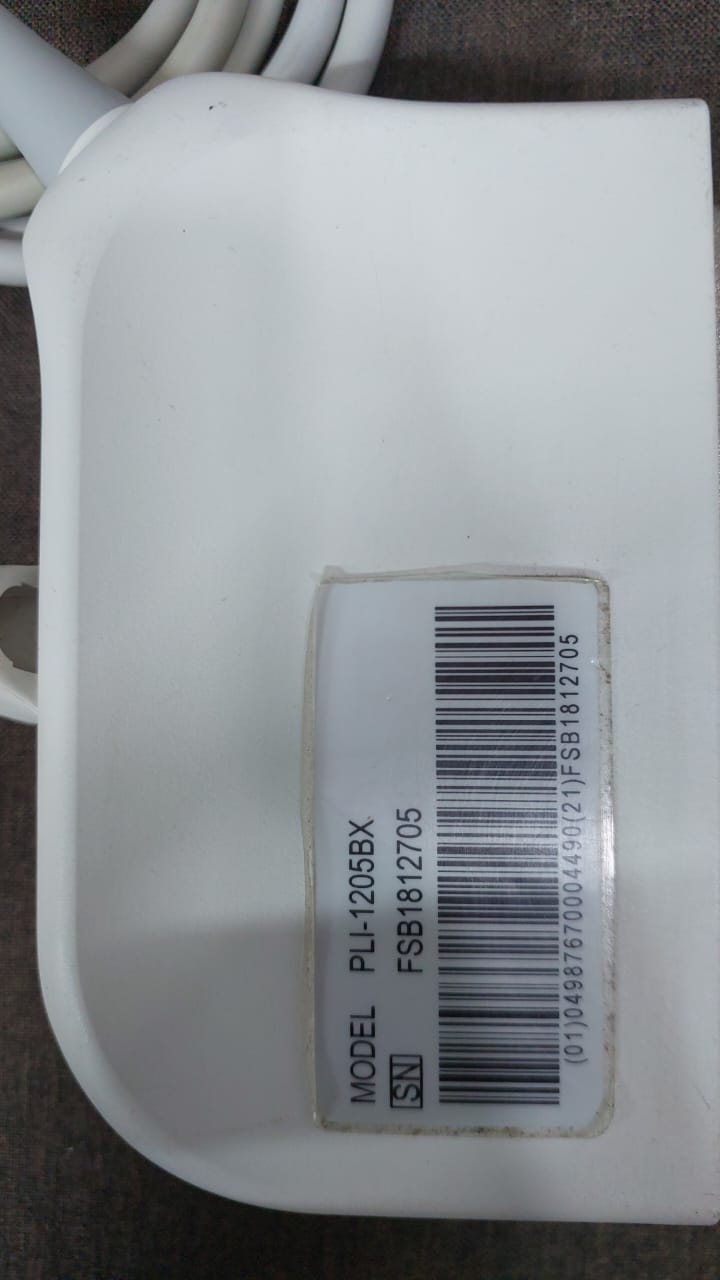 MODEL PLI-1205BX
SN FSB1812705
(01)04987670004490(21)FSB1812705